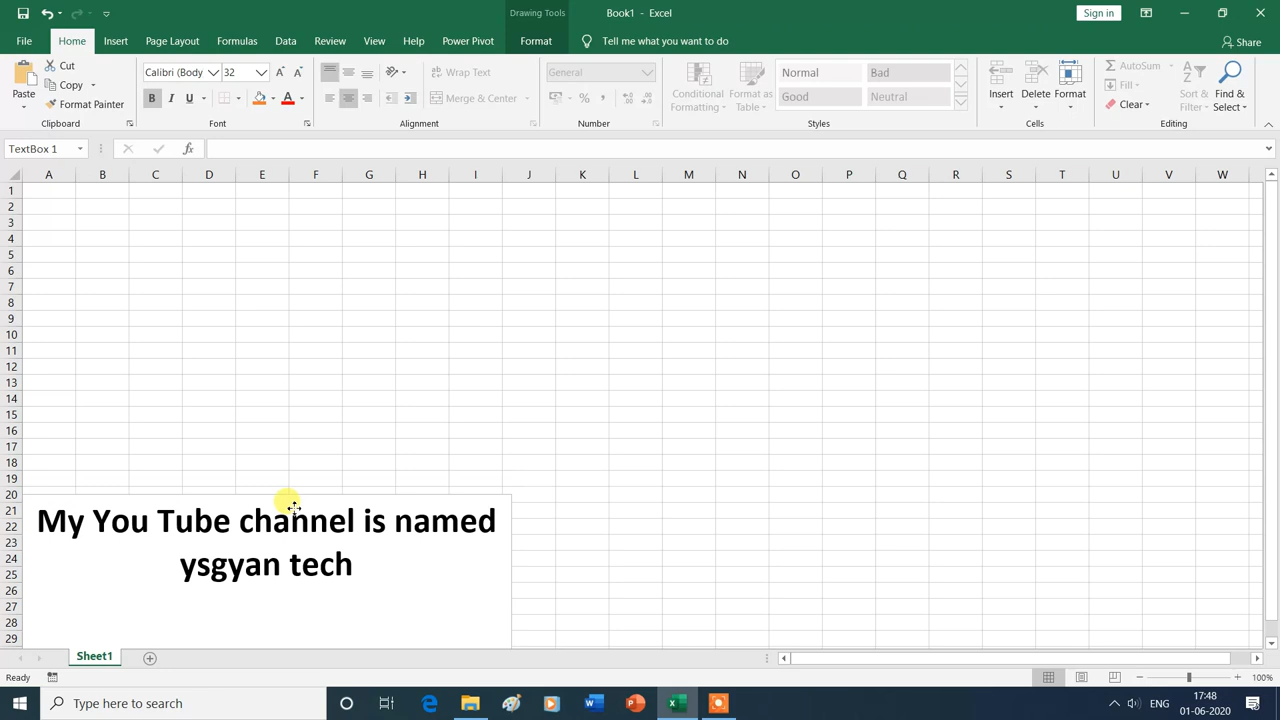 Drawing Tools
Book1 - Excel
Sign in
File Home Insert Page Layout Formulas Data Review View Help Power Pivot Format Tell me what you want to do Share
Paste
Cut
Copy
Format Painter
Clipboard
Calibri (Body 32
A A
B I U A
Font
ab Wrap Text
Merge & Center
Alignment
General
% ,
Number
Conditional Formatting
Format as Table
Normal Bad
Good Neutral
Styles
Insert Delete Format
Cells
AutoSum
Fill
Clear
Sort & Filter
Find & Select
Editing
TextBox 1
fx
A B C D E F G H I J K L M N O P Q R S T U V W
1
2
3
4
5
6
7
8
9
10
11
12
13
14
15
16
17
18
19
20
21
22
23
24
25
26
27
28
29
My You Tube channel is named
ysgyan tech
Sheet1
Ready
100%
Type here to search
ENG
17:48
01-06-2020